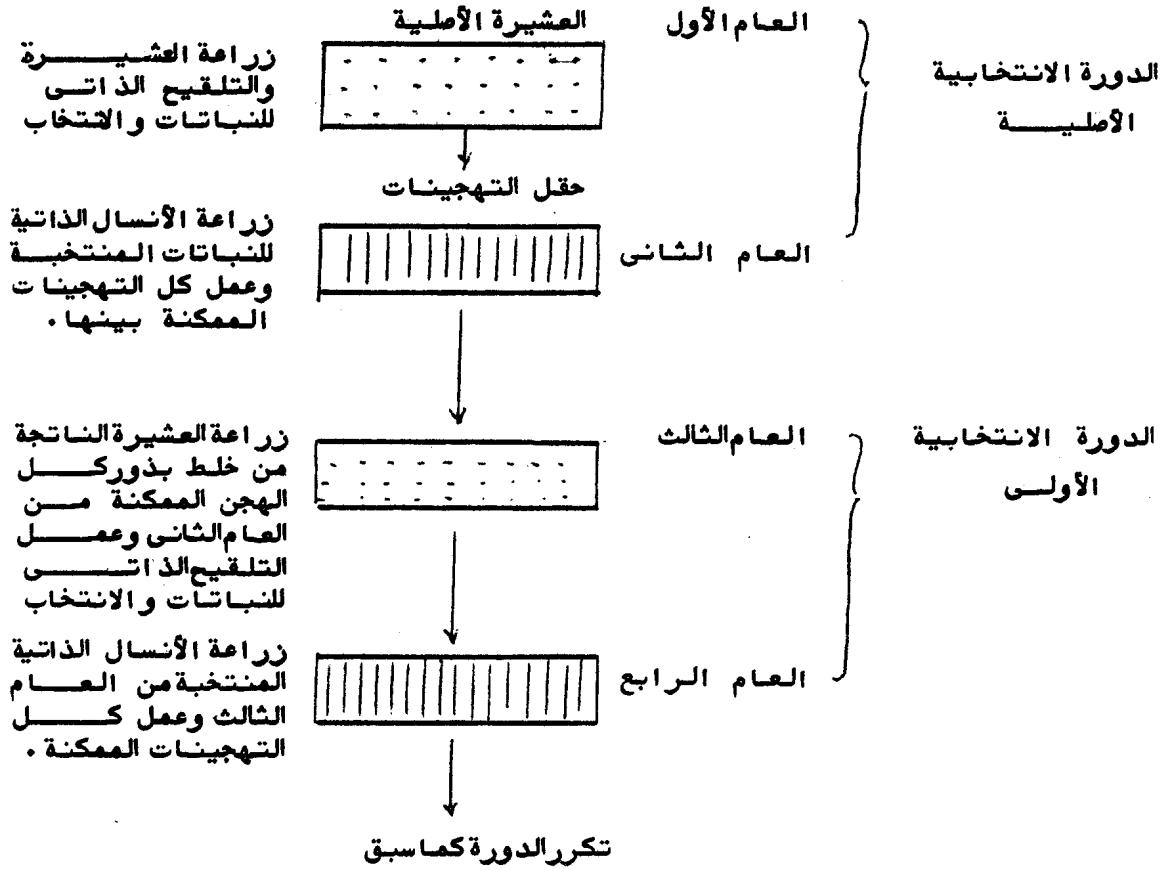 العشيرة الأصلية
العام الأول
الدورة الانتخابية
الأصلية
زراعة العشيرة
والتلقيح الذاتى
للنباتات والانتخاب
حقل التهجينات
العام الثانى
زراعة الأنسال الذاتية
للنباتات المنتخبة
وعمل كل التهجينات
الممكنة بينها.
الدورة الانتخابية
الأولى
العام الثالث
زراعة العشيرة الناتجة
من خلط بذور كل
الهجن الممكنة من
العام الثانى وعمل
التلقيح الذاتى
للنباتات والانتخاب
العام الرابع
زراعة الأنسال الذاتية
المنتخبة من العام
الثالث وعمل كل
التهجينات الممكنة.
تكرر الدورة كما سبق